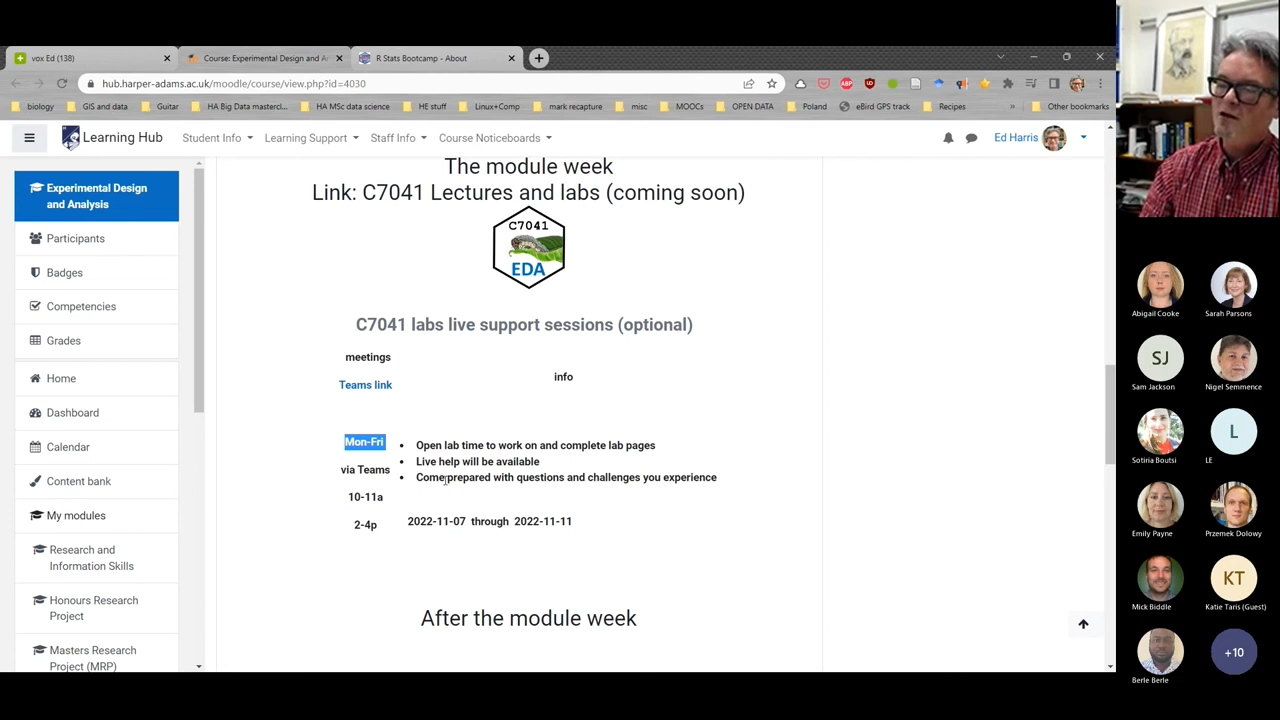 vox Ed (138)
Course: Experimental Design and An
R Stats Bootcamp - About
hub.harper-adams.ac.uk/moodle/course/view.php?id=4030
biology
GIS and data
Guitar
HA Big Data mastercl...
HA MSc data science
HE stuff
Linux+Comp
mark recapture
misc
MOOCs
OPEN DATA
Poland
eBird GPS track
Recipes
»
Other bookmarks
Learning Hub
Student Info
Learning Support
Staff Info
Course Noticeboards
Ed Harris
Experimental Design
and Analysis
Participants
Badges
Competencies
Grades
Home
Dashboard
Calendar
Content bank
My modules
Research and
Information Skills
Honours Research
Project
Masters Research
Project (MRP)
The module week
Link: C7041 Lectures and labs (coming soon)
C7041
EDA
C7041 labs live support sessions (optional)
meetings
Teams link
info
Mon-Fri
via Teams
10-11a
2-4p
• Open lab time to work on and complete lab pages
• Live help will be available
• Come prepared with questions and challenges you experience
2022-11-07 through 2022-11-11
After the module week
Abigail Cooke
Sarah Parsons
SJ
Sam Jackson
Nigel Semmence
Sotiria Boutsi
L
LE
Emily Payne
Przemek Dolowy
Mick Biddle
KT
Katie Taris (Guest)
Berle Berle
+10